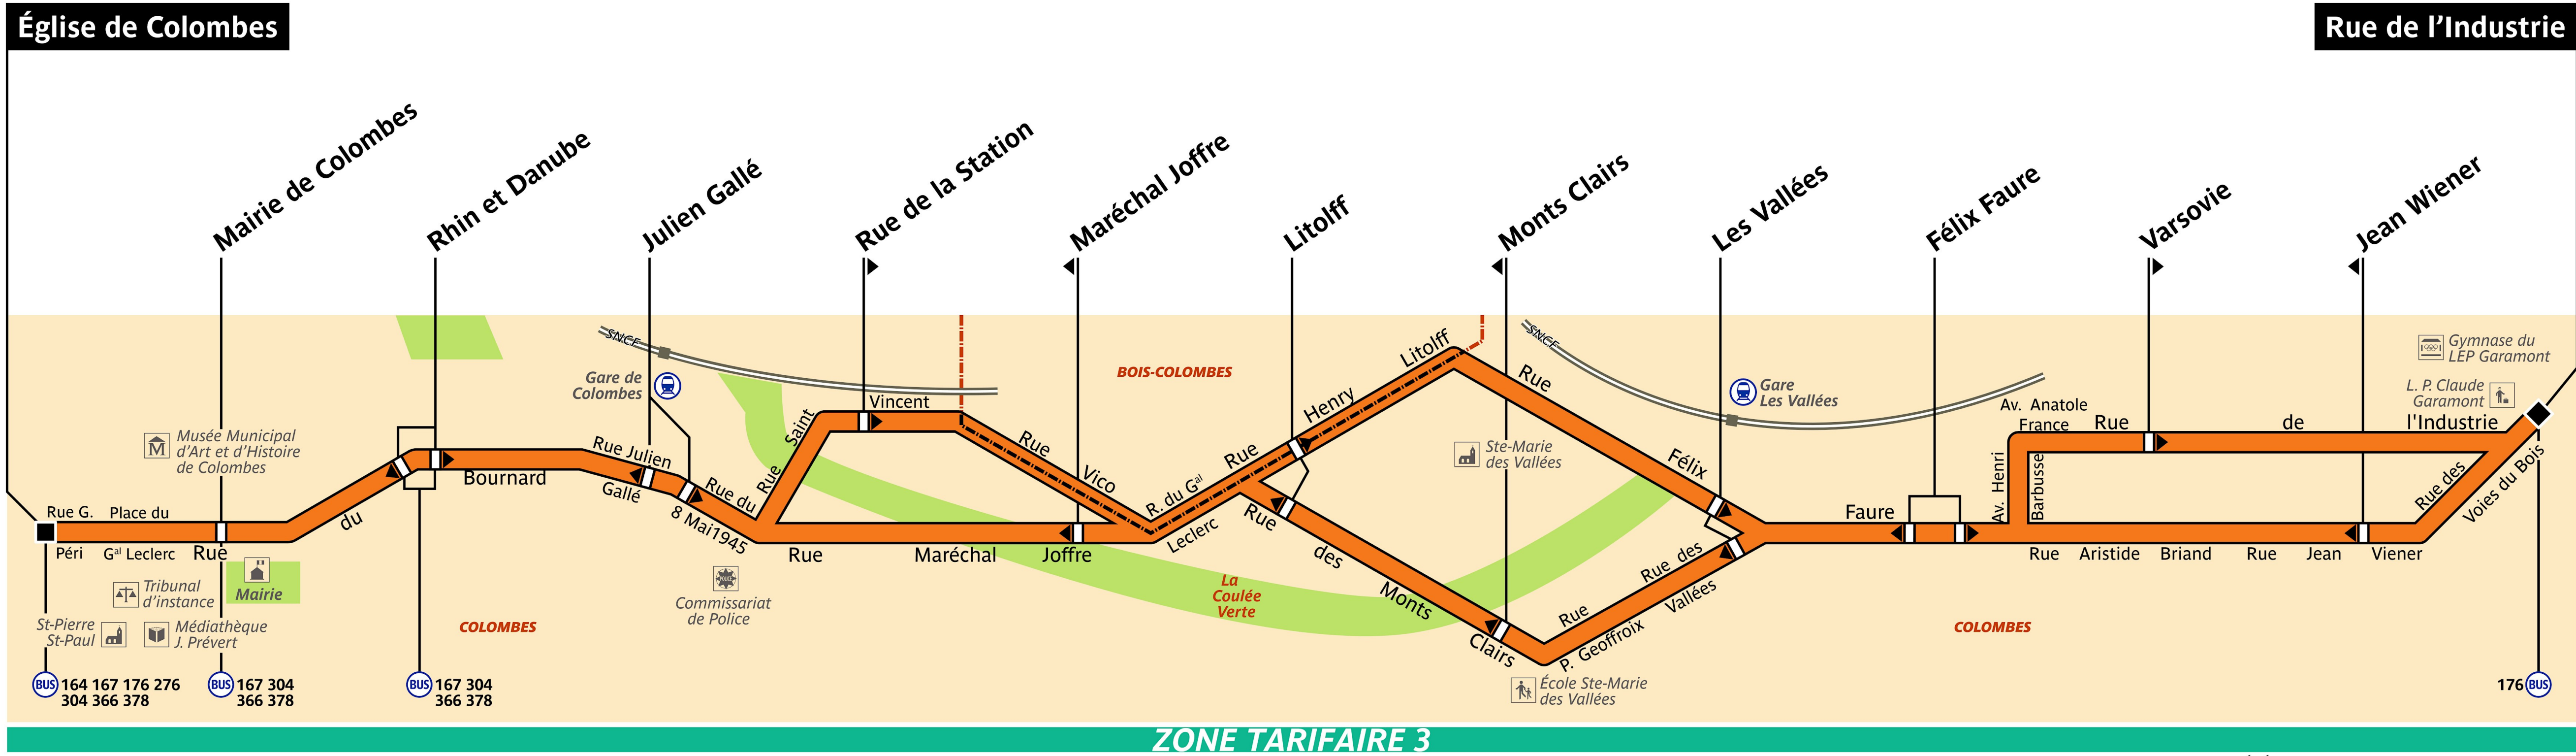 Église de Colombes
Rue de l'Industrie
Mairie de Colombes
Rhin et Danube
Julien Gallé
Rue de la Station
Maréchal Joffre
Litolff
Monts Clairs
Les Vallées
Félix Faure
Varsovie
Jean Wiener
SNCF
Gare de
Colombes
BOIS-COLOMBES
SNCF
Gare
Les Vallées
Gymnase du
LEP Garamont
L. P. Claude
Garamont
Musée Municipal
d'Art et d'Histoire
de Colombes
Ste-Marie
des Vallées
Rue G.
Péri
Place du
Gal Leclerc
Rue
du
Bournard
Rue Julien
Gallé
Rue du
8 Mai1945
Rue
Saint
Vincent
Rue
Vico
Rue
Maréchal
Joffre
R. du Gal
Leclerc
Rue
Henry
Litolff
Rue
des
Monts
Clairs
Rue
Félix
Faure
Rue des
Vallées
Rue
P. Geoffroix
Av. Henri
Barbusse
Av. Anatole
France
Rue
de
l'Industrie
Rue
Aristide
Briand
Rue
Jean
Viener
Rue des
Voies du Bois
Tribunal
d'instance
Mairie
St-Pierre
St-Paul
Médiathèque
J. Prévert
COLOMBES
Commissariat
de Police
La
Coulée
Verte
École Ste-Marie
des Vallées
COLOMBES
BUS 164 167 176 276
304 366 378
BUS 167 304
366 378
BUS 167 304
366 378
176 BUS
ZONE TARIFAIRE 3